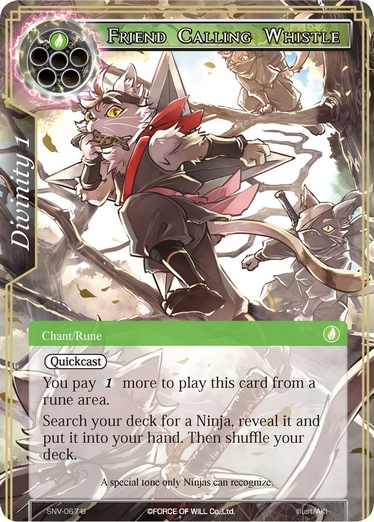 Friend Calling Whistle
Divinity 1
Chant/Rune
Quickcast
You pay 1 more to play this card from a
rune area.
Search your deck for a Ninja, reveal it and
put it into your hand. Then shuffle your
deck.
A special tone only Ninjas can recognize.
SNV-067 U
©FORCE OF WILL Co.,Ltd.
Illust/AKI